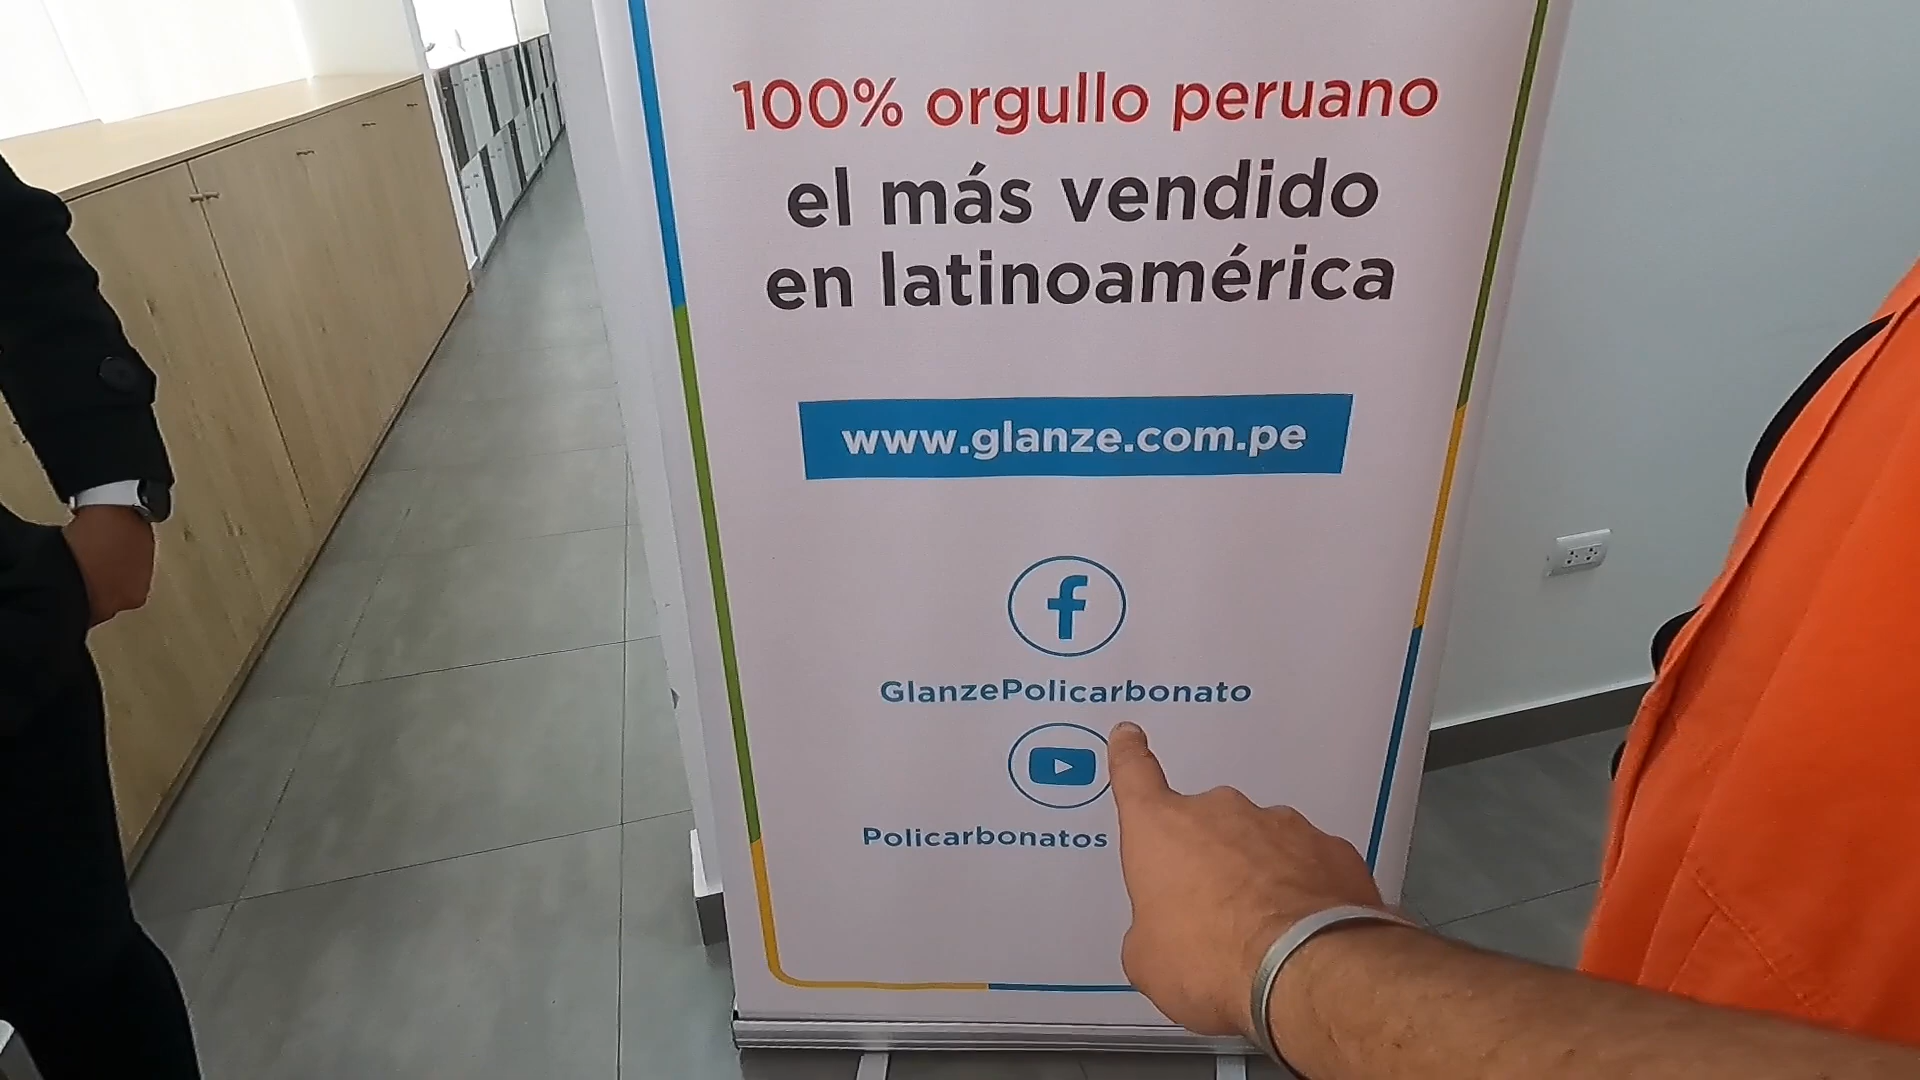 100% orgullo peruano
el más vendido
en latinoamérica
www.glanze.com.pe
GlanzePolicarbonato
Policarbonatos